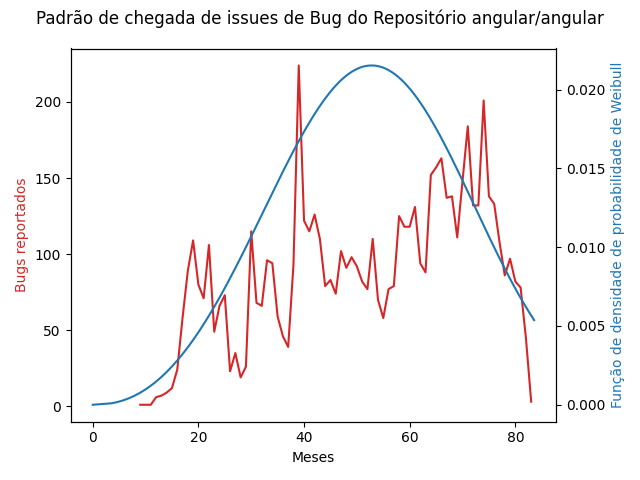 Padrão de chegada de issues de Bug do Repositório angular/angular
Bugs reportados
200
150
100
50
0
0.020
0.015
0.010
0.005
0.000
Função de densidade de probabilidade de Weibull
0 20 40 60 80
Meses